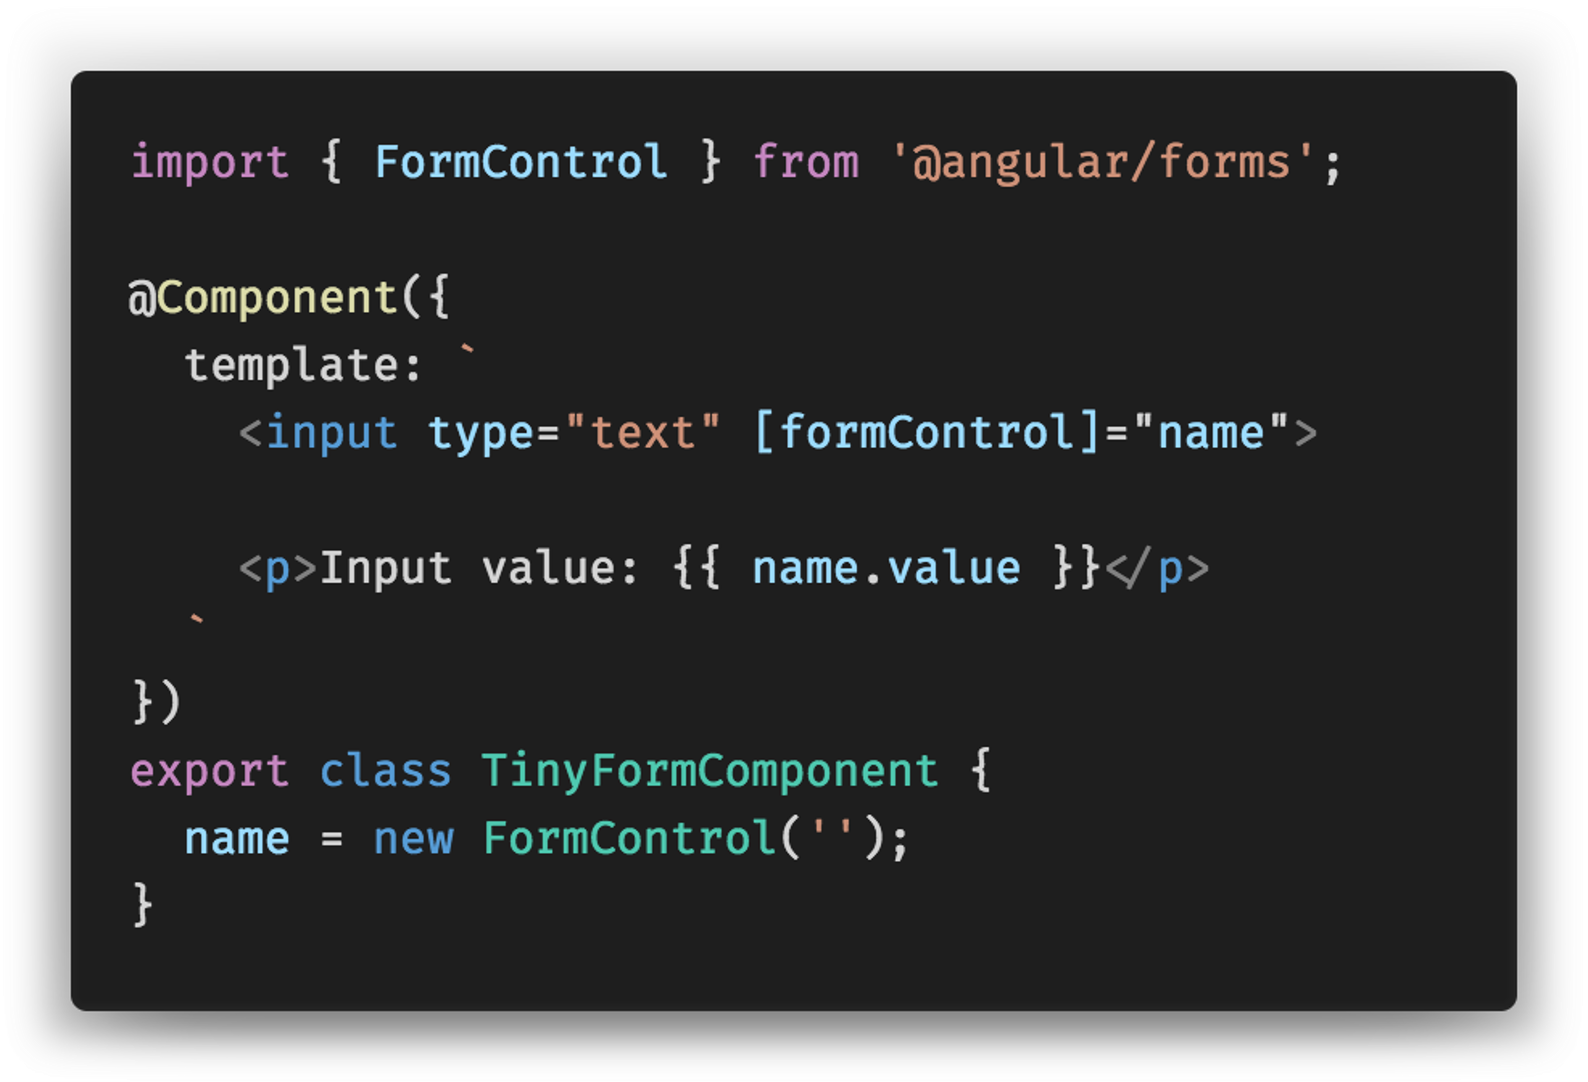 import { FormControl } from '@angular/forms';

@Component({
  template: `
    <input type="text" [formControl]="name">

    <p>Input value: {{ name.value }}</p>
  `
})
export class TinyFormComponent {
  name = new FormControl('');
}